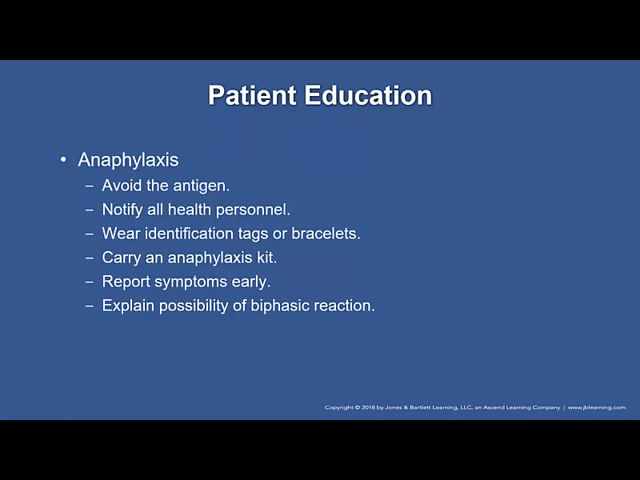 Patient Education
• Anaphylaxis
– Avoid the antigen.
– Notify all health personnel.
– Wear identification tags or bracelets.
– Carry an anaphylaxis kit.
– Report symptoms early.
– Explain possibility of biphasic reaction.
Copyright © 2018 by Jones & Bartlett Learning, LLC, an Ascend Learning Company | www.jblearning.com